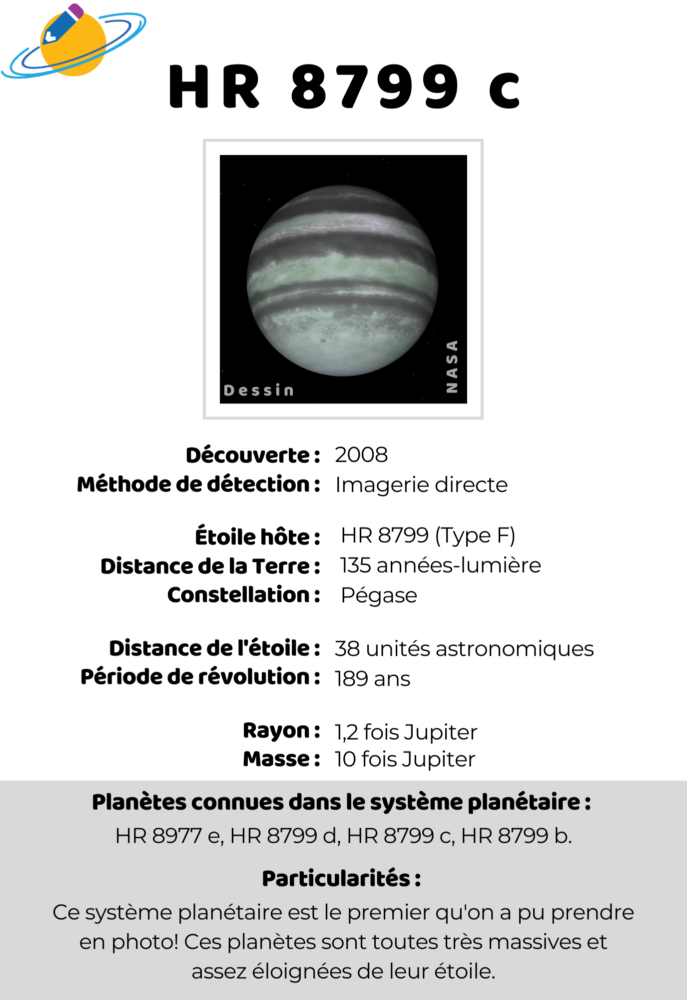 HR 8799 c
Dessin
NASA
Découverte : 2008
Méthode de détection : Imagerie directe
Étoile hôte : HR 8799 (Type F)
Distance de la Terre : 135 années-lumière
Constellation : Pégase
Distance de l'étoile : 38 unités astronomiques
Période de révolution : 189 ans
Rayon : 1,2 fois Jupiter
Masse : 10 fois Jupiter
Planètes connues dans le système planétaire :
HR 8977 e, HR 8799 d, HR 8799 c, HR 8799 b.
Particularités :
Ce système planétaire est le premier qu'on a pu prendre
en photo! Ces planètes sont toutes très massives et
assez éloignées de leur étoile.